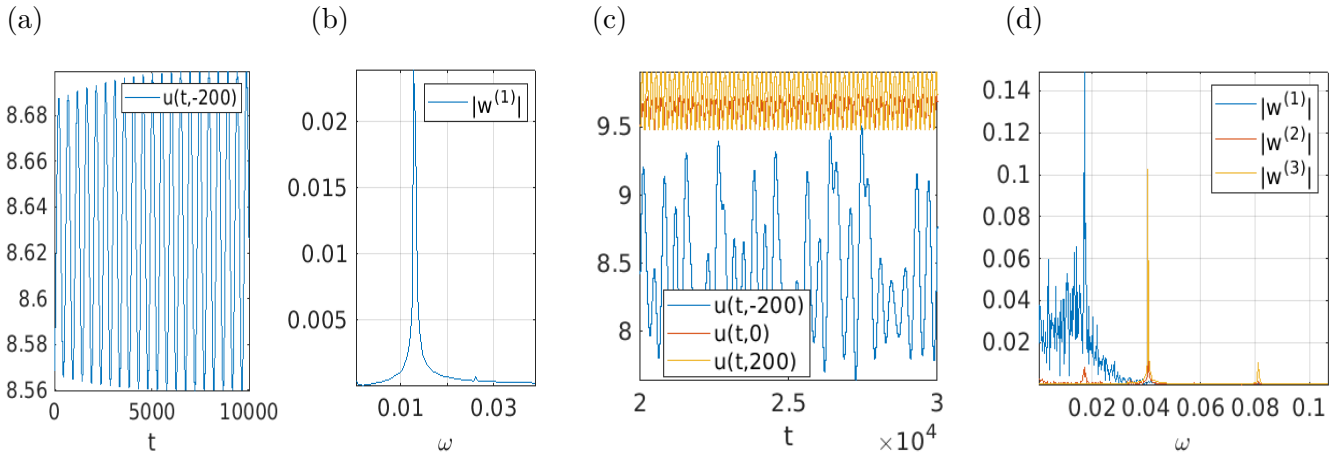 (a)
8.68
8.66
8.64
8.62
8.6
8.58
8.56
0
5000
10000
t
u(t,-200)
(b)
0.02
0.015
0.01
0.005
0.01
0.03
ω
|w^(1)|
(c)
9.5
9
8.5
8
2
2.5
3
t
×10^4
u(t,-200)
u(t,0)
u(t,200)
(d)
0.14
0.12
0.1
0.08
0.06
0.04
0.02
0.02
0.04
0.06
0.08
0.1
ω
|w^(1)|
|w^(2)|
|w^(3)|